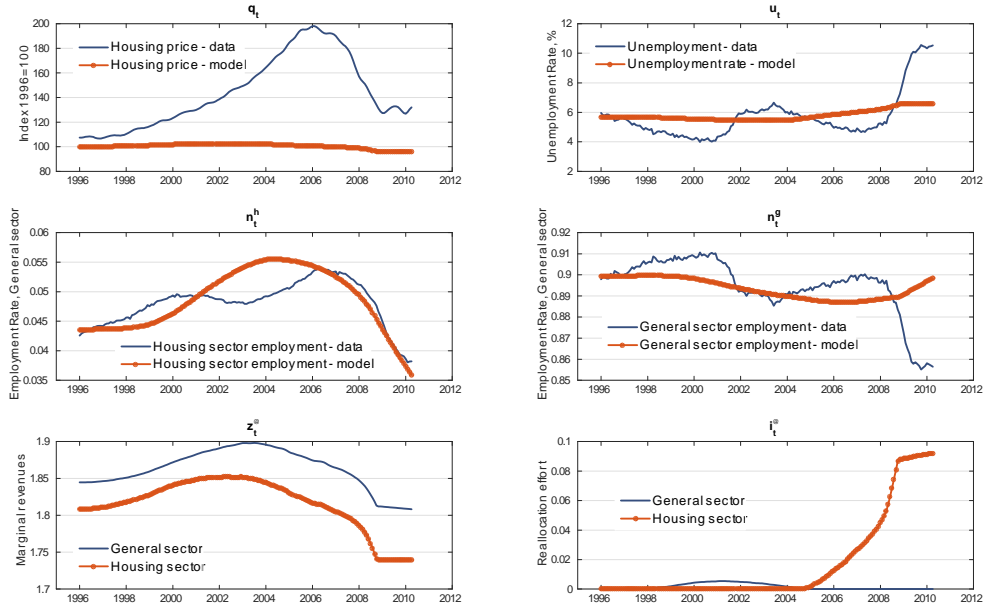 q_t
200
180
160
140
120
100
80
Index 1996=100
Housing price - data
Housing price - model
1996 1998 2000 2002 2004 2006 2008 2010 2012
u_t
12
10
8
6
4
2
Unemployment Rate, %
Unemployment - data
Unemployment rate - model
1996 1998 2000 2002 2004 2006 2008 2010 2012
n_t^h
0.06
0.055
0.05
0.045
0.04
0.035
Employment Rate, General sector
Housing sector employment - data
Housing sector employment - model
1996 1998 2000 2002 2004 2006 2008 2010 2012
n_t^g
0.92
0.91
0.9
0.89
0.88
0.87
0.86
0.85
Employment Rate, General sector
General sector employment - data
General sector employment - model
1996 1998 2000 2002 2004 2006 2008 2010 2012
z_t
1.9
1.85
1.8
1.75
1.7
Marginal revenues
General sector
Housing sector
1996 1998 2000 2002 2004 2006 2008 2010 2012
i_t
0.1
0.08
0.06
0.04
0.02
0
Reallocation effort
General sector
Housing sector
1996 1998 2000 2002 2004 2006 2008 2010 2012